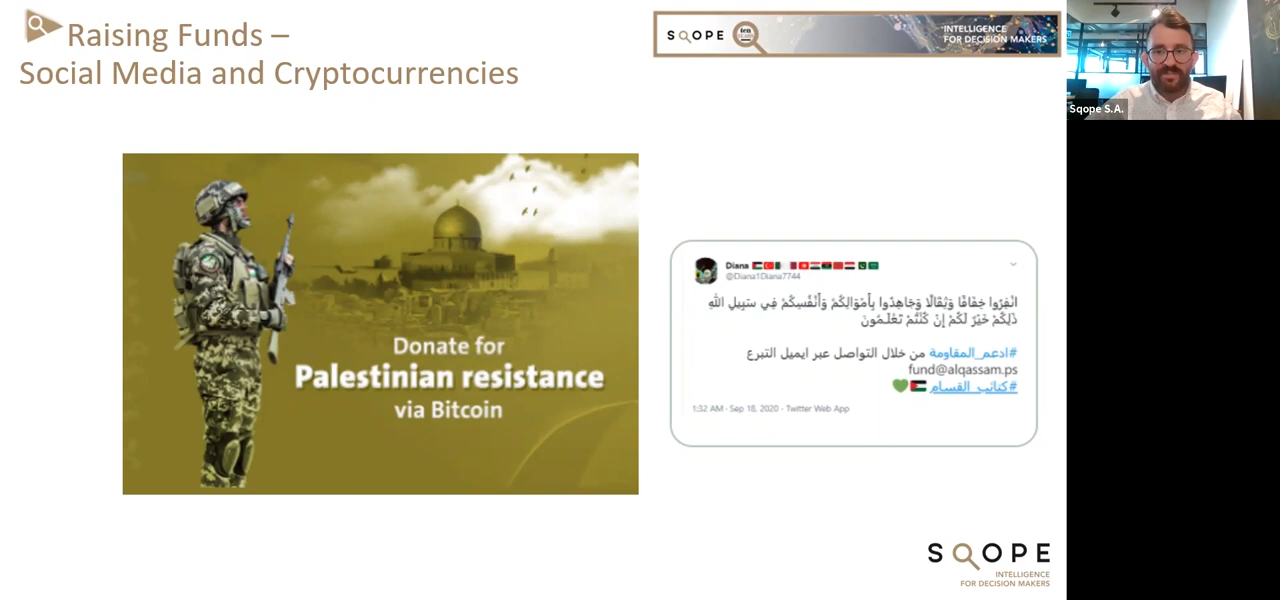 Raising Funds –
Social Media and Cryptocurrencies
SQOPE
INTELLIGENCE
FOR DECISION MAKERS
Sqope S.A.
Donate for
Palestinian resistance
via Bitcoin
Diana
@Diana1Diana7744
انْفِرُوا خِفَافًا وَثِقَالًا وَجَاهِدُوا بِأَمْوَالِكُمْ وَأَنْفُسِكُمْ فِي سَبِيلِ اللَّهِ
ذَلِكُمْ خَيْرٌ لَكُمْ إِنْ كُنْتُمْ تَعْلَمُونَ
#ادعم_المقاومة من خلال التواصل عبر ايميل التبرع
fund@alqassam.ps
#كتائب_القسام
1:32 AM · Sep 18, 2020 · Twitter Web App
SQOPE
INTELLIGENCE
FOR DECISION MAKERS